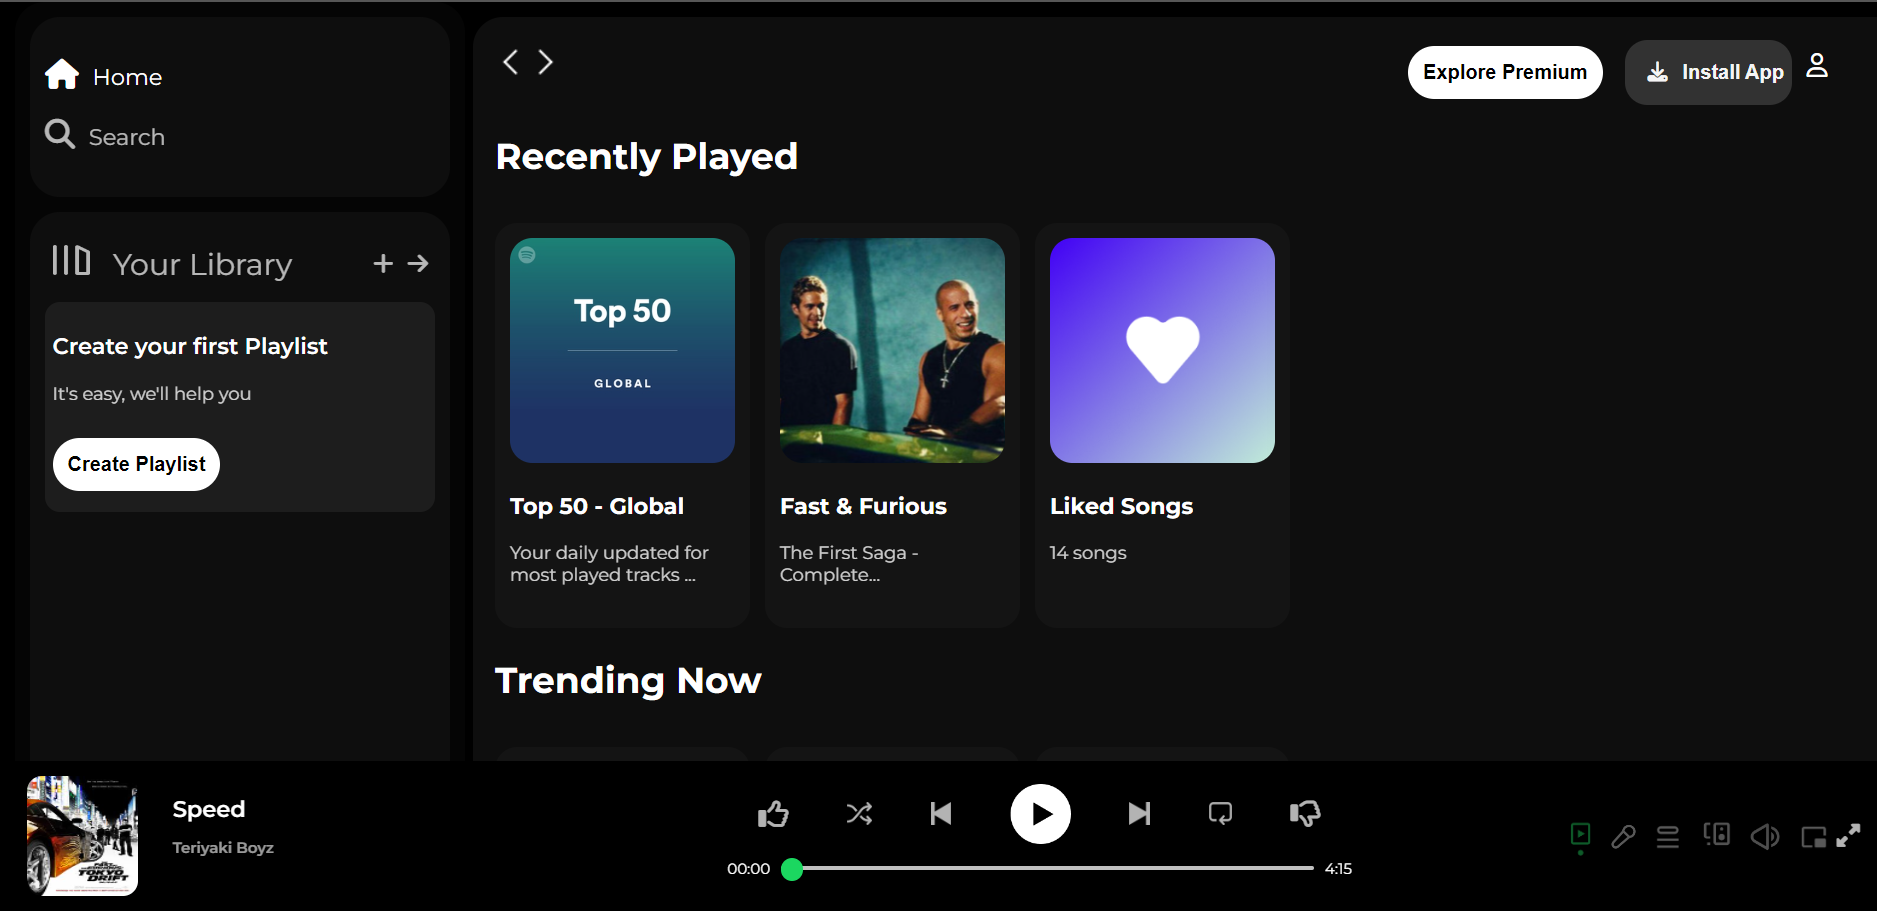 Home
Search
Your Library
Create your first Playlist
It's easy, we'll help you
Create Playlist
Explore Premium
Install App
Recently Played
Top 50
GLOBAL
Top 50 - Global
Your daily updated for
most played tracks ...
Fast & Furious
The First Saga -
Complete...
Liked Songs
14 songs
Trending Now
TOKYO
DRIFT
Speed
Teriyaki Boyz
00:00
4:15